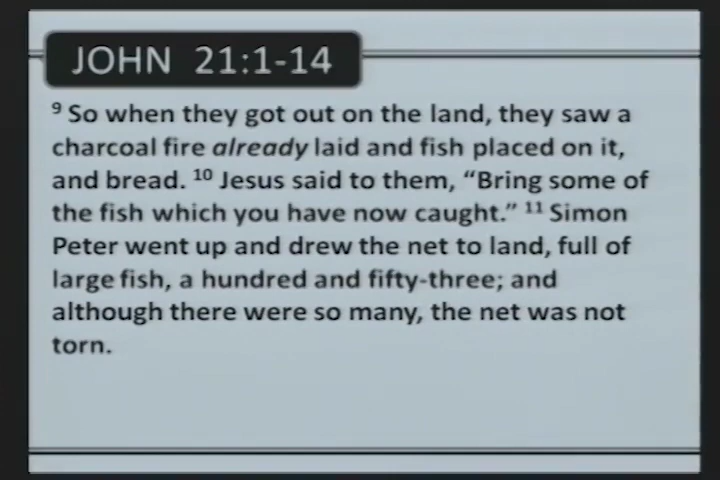 JOHN 21:1-14
⁹ So when they got out on the land, they saw a
charcoal fire already laid and fish placed on it,
and bread. ¹⁰ Jesus said to them, “Bring some of
the fish which you have now caught.” ¹¹ Simon
Peter went up and drew the net to land, full of
large fish, a hundred and fifty-three; and
although there were so many, the net was not
torn.